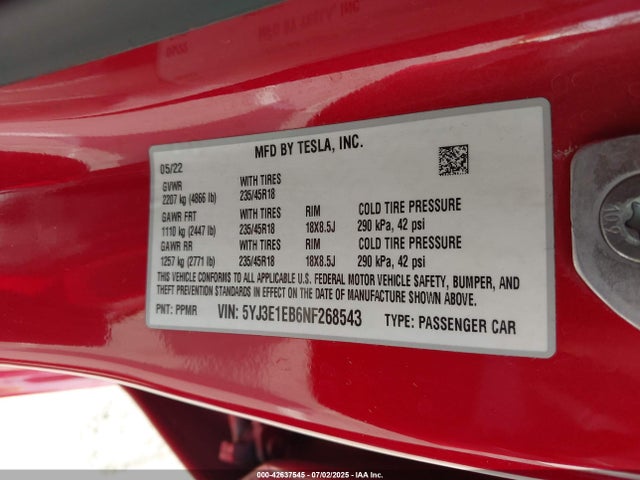 MFD BY TESLA, INC.
05/22
GVWR WITH TIRES
2207 kg (4866 lb) 235/45R18
GAWR FRT WITH TIRES RIM COLD TIRE PRESSURE
1110 kg (2447 lb) 235/45R18 18X8.5J 290 kPa, 42 psi
GAWR RR WITH TIRES RIM COLD TIRE PRESSURE
1257 kg (2771 lb) 235/45R18 18X8.5J 290 kPa, 42 psi
THIS VEHICLE CONFORMS TO ALL APPLICABLE U.S. FEDERAL MOTOR VEHICLE SAFETY, BUMPER, AND
THEFT PREVENTION STANDARDS IN EFFECT ON THE DATE OF MANUFACTURE SHOWN ABOVE.
PNT: PPMR VIN: 5YJ3E1EB6NF268543 TYPE: PASSENGER CAR
000-42637545 - 07/02/2025 - IAA Inc.